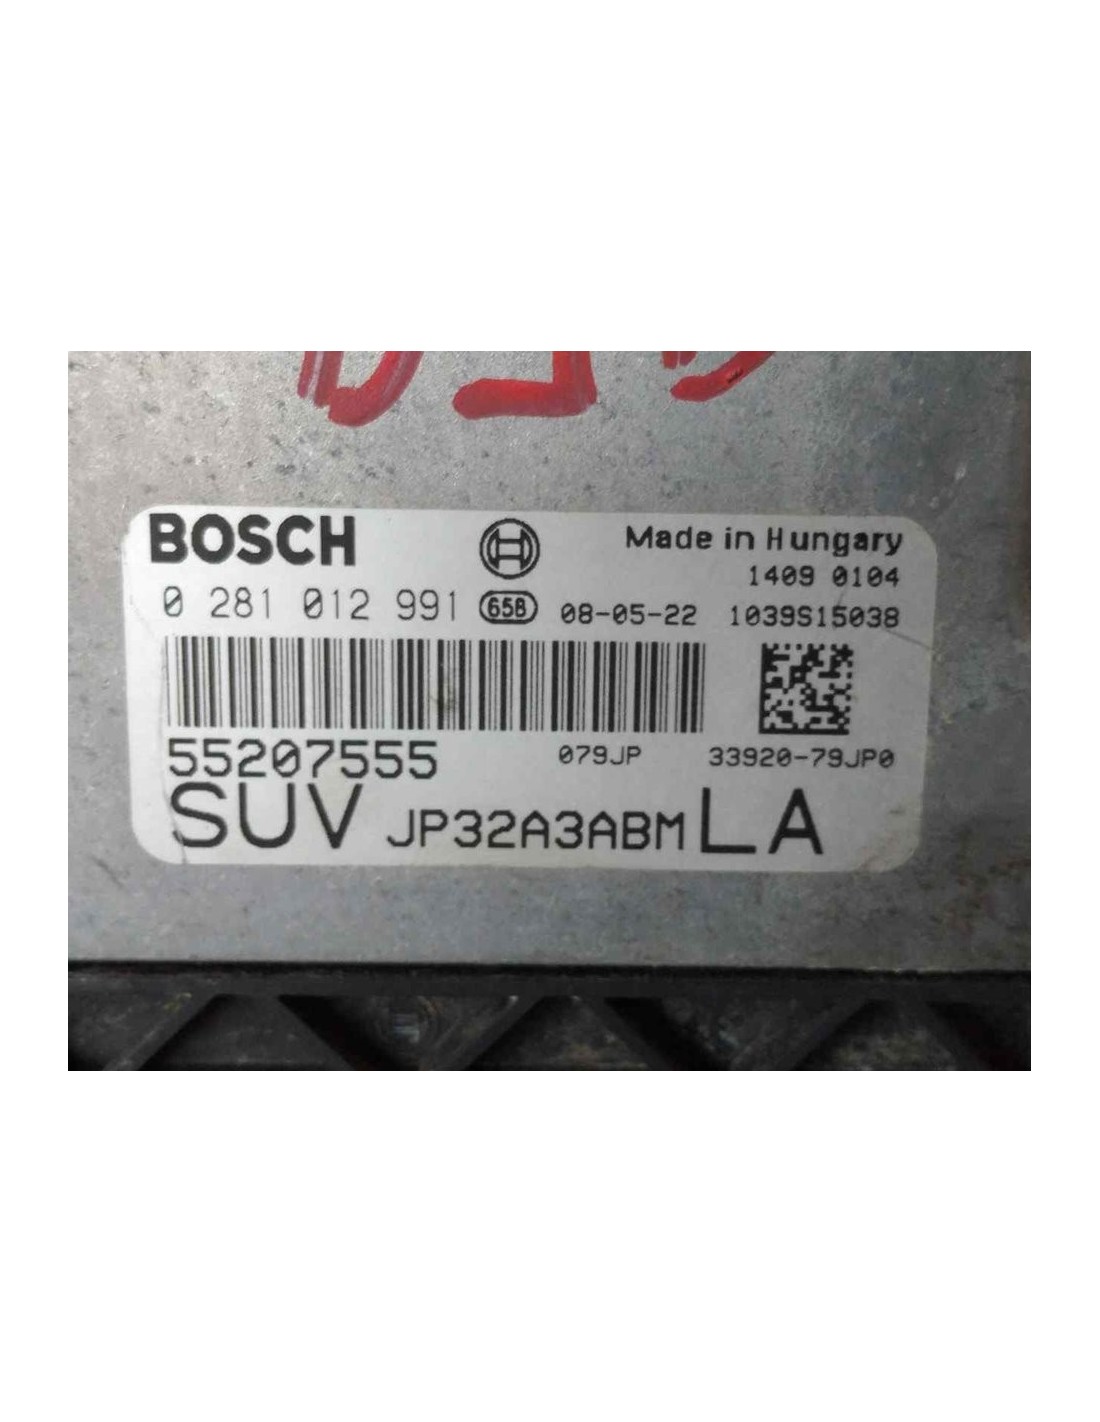 BOSCH
Made in Hungary
1409 0104
0 281 012 991 65B 08-05-22 1039S15038
55207555 079JP 33920-79JP0
SUV JP32A3ABM LA